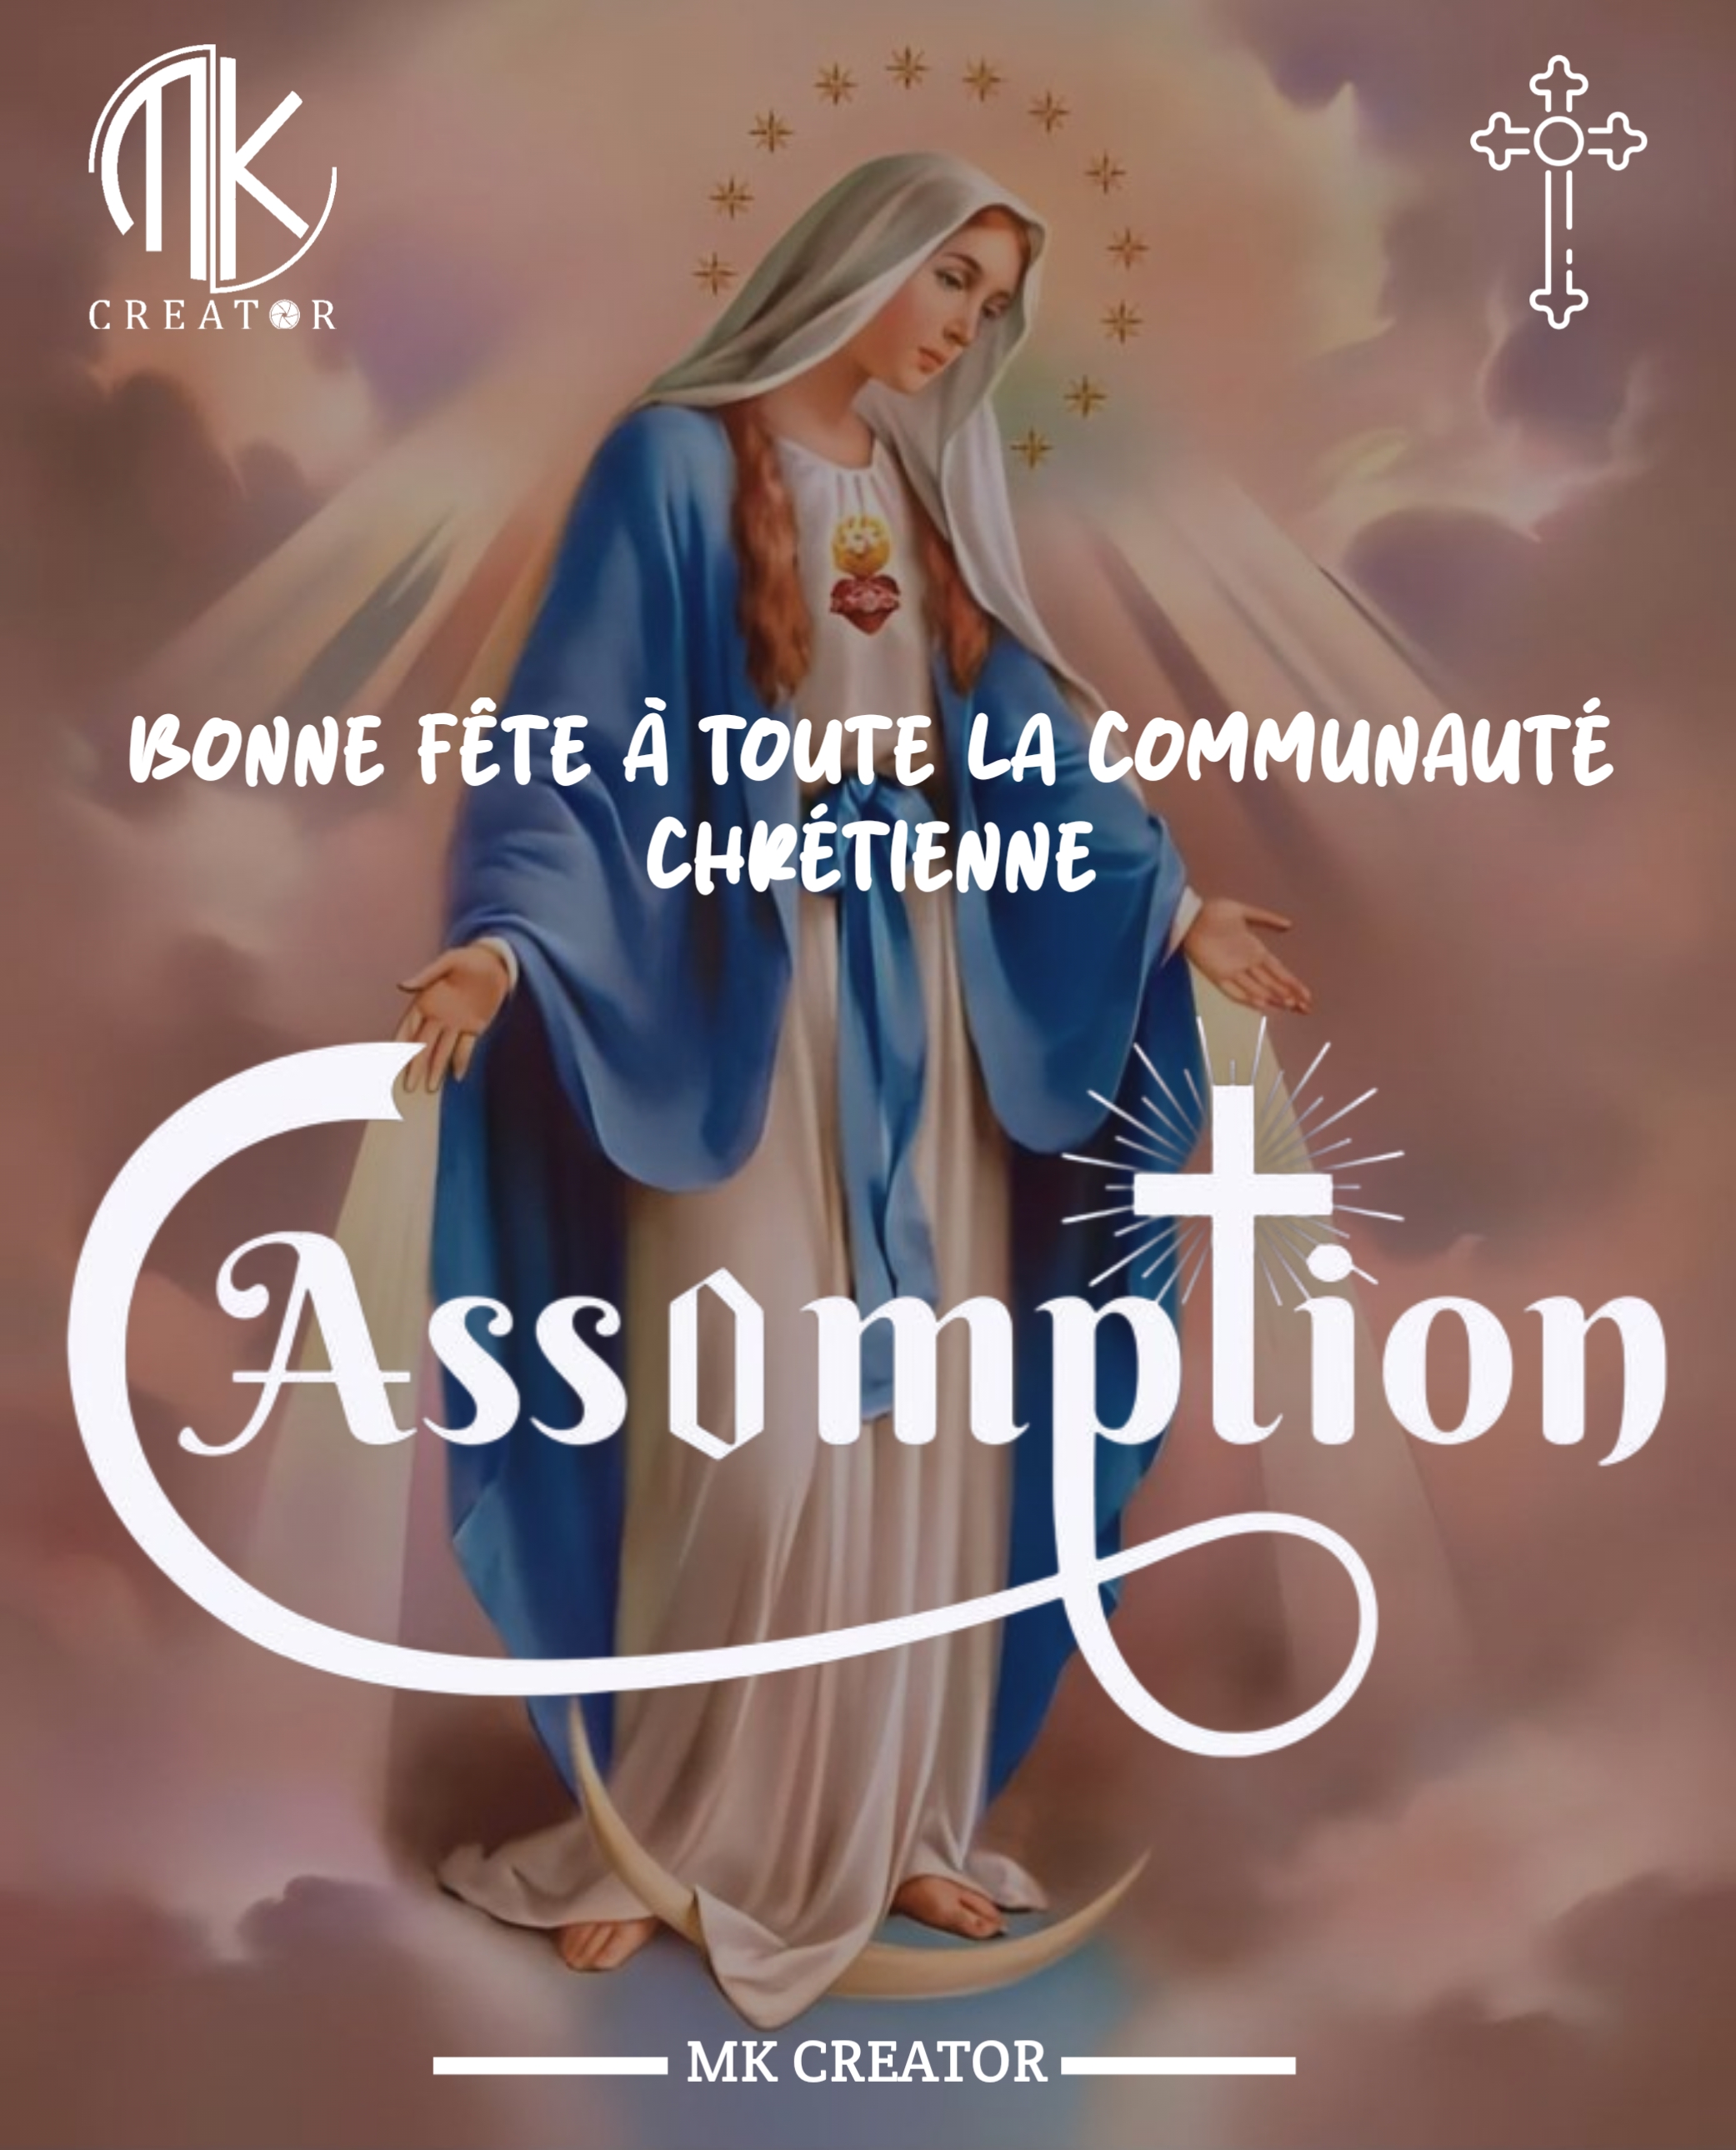 MK
CREATOR
BONNE FÊTE À TOUTE LA COMMUNAUTÉ
CHRÉTIENNE
Assomption
MK CREATOR